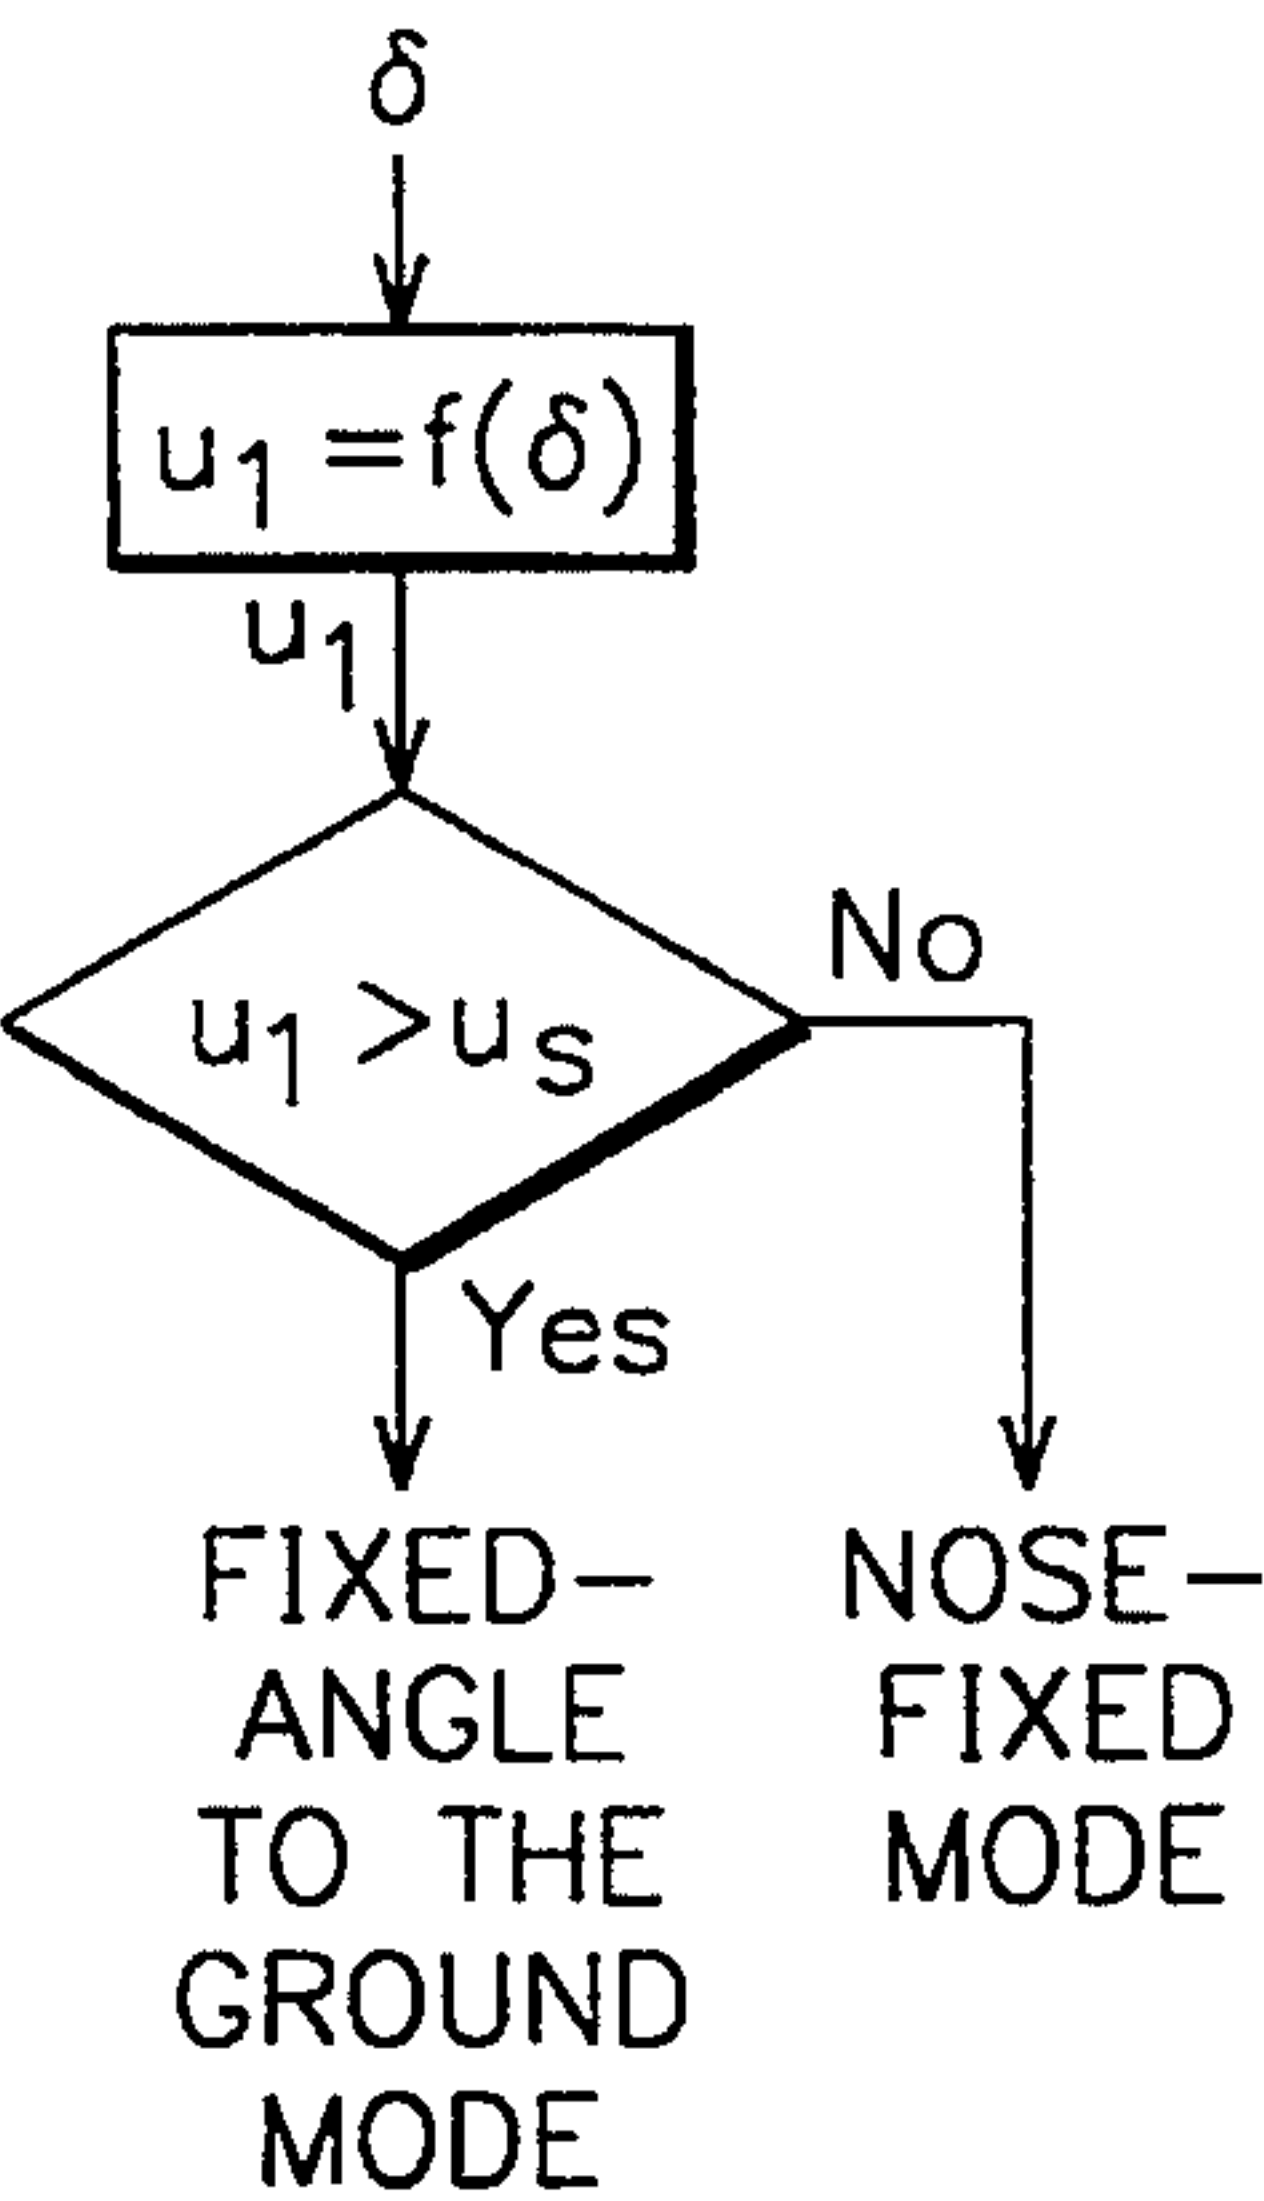 δ
u1 = f(δ)
u1
u1 > us
No
Yes
FIXED-
ANGLE
TO THE
GROUND
MODE
NOSE-
FIXED
MODE